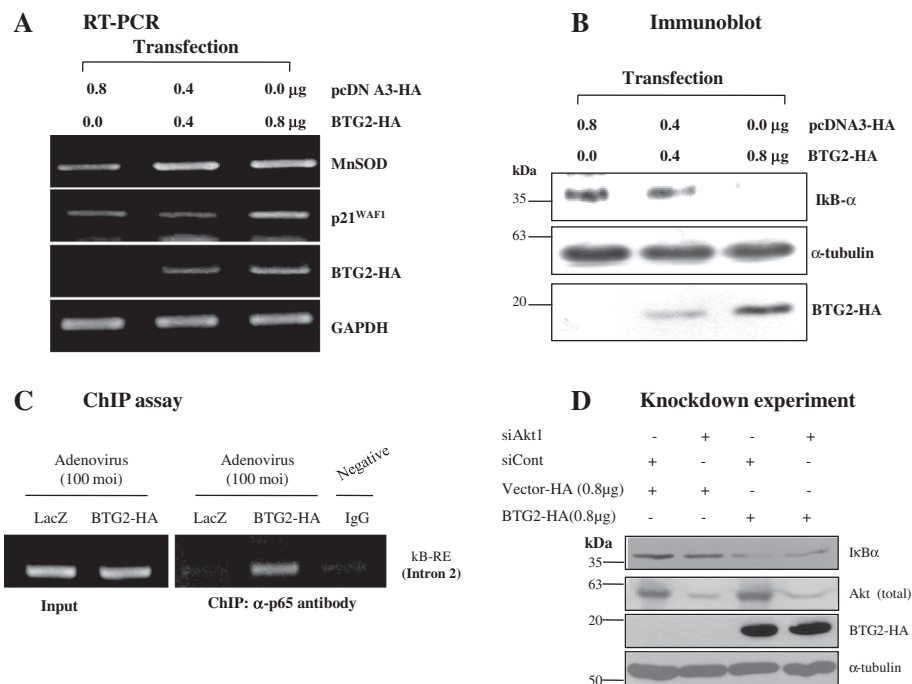 A RT-PCR
Transfection
0.8 0.4 0.0 µg pcDN A3-HA
0.0 0.4 0.8 µg BTG2-HA
MnSOD
p21WAF1
BTG2-HA
GAPDH
B Immunoblot
Transfection
0.8 0.4 0.0 µg pcDNA3-HA
0.0 0.4 0.8 µg BTG2-HA
kDa
35 IkB-α
63
α-tubulin
20
BTG2-HA
C ChIP assay
Adenovirus Adenovirus Negative
(100 moi) (100 moi)
LacZ BTG2-HA LacZ BTG2-HA IgG
kB-RE
(Intron 2)
Input ChIP: α-p65 antibody
D Knockdown experiment
siAkt1 - + - +
siCont + - + -
Vector-HA (0.8µg) + + - -
BTG2-HA(0.8µg) - - + +
kDa
35 IκBα
63
Akt (total)
20
BTG2-HA
α-tubulin
50